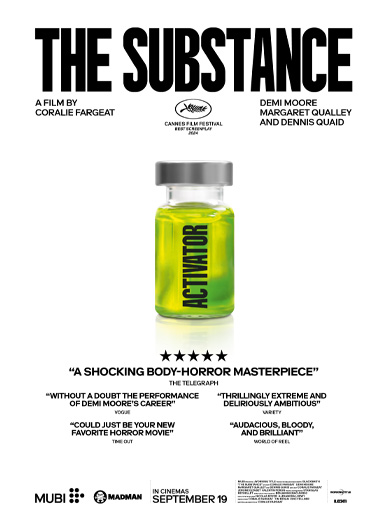 THE SUBSTANCE
A FILM BY
CORALIE FARGEAT
CANNES FILM FESTIVAL
BEST SCREENPLAY
2024
DEMI MOORE
MARGARET QUALLEY
AND DENNIS QUAID
ACTIVATOR
★★★★★
“A SHOCKING BODY-HORROR MASTERPIECE”
THE TELEGRAPH
“WITHOUT A DOUBT THE PERFORMANCE
OF DEMI MOORE’S CAREER”
VOGUE
“THRILLINGLY EXTREME AND
DELIRIOUSLY AMBITIOUS”
VARIETY
“COULD JUST BE YOUR NEW
FAVORITE HORROR MOVIE”
TIME OUT
“AUDACIOUS, BLOODY,
AND BRILLIANT”
WORLD OF REEL
MUBI
MADMAN
IN CINEMAS
SEPTEMBER 19